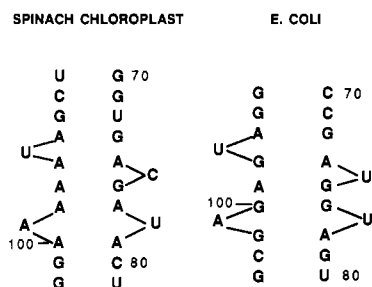 SPINACH CHLOROPLAST
U G 70
C G
G U
A G
U
A A
C
A G
A A
A U
100 A A
G C 80
G U
E. COLI
G C 70
G C
A G
U
G A
U
A G
100 G G
A U
G A
C G
G U 80